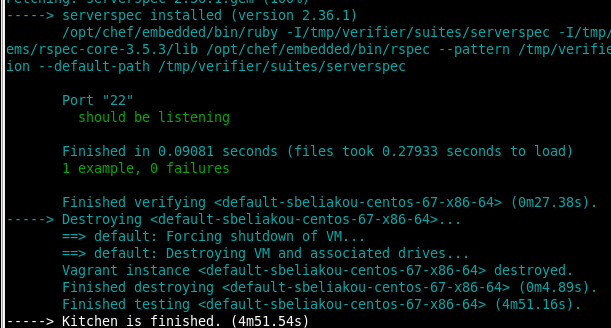 Fetching: serverspec-2.36.1.gem (100%)
-----> serverspec installed (version 2.36.1)
/opt/chef/embedded/bin/ruby -I/tmp/verifier/suites/serverspec -I/tmp/
ems/rspec-core-3.5.3/lib /opt/chef/embedded/bin/rspec --pattern /tmp/verifie
ion --default-path /tmp/verifier/suites/serverspec
Port "22"
should be listening
Finished in 0.09081 seconds (files took 0.27933 seconds to load)
1 example, 0 failures
Finished verifying <default-sbeliakou-centos-67-x86-64> (0m27.38s).
-----> Destroying <default-sbeliakou-centos-67-x86-64>...
==> default: Forcing shutdown of VM...
==> default: Destroying VM and associated drives...
Vagrant instance <default-sbeliakou-centos-67-x86-64> destroyed.
Finished destroying <default-sbeliakou-centos-67-x86-64> (0m4.89s).
Finished testing <default-sbeliakou-centos-67-x86-64> (4m51.16s).
-----> Kitchen is finished. (4m51.54s)